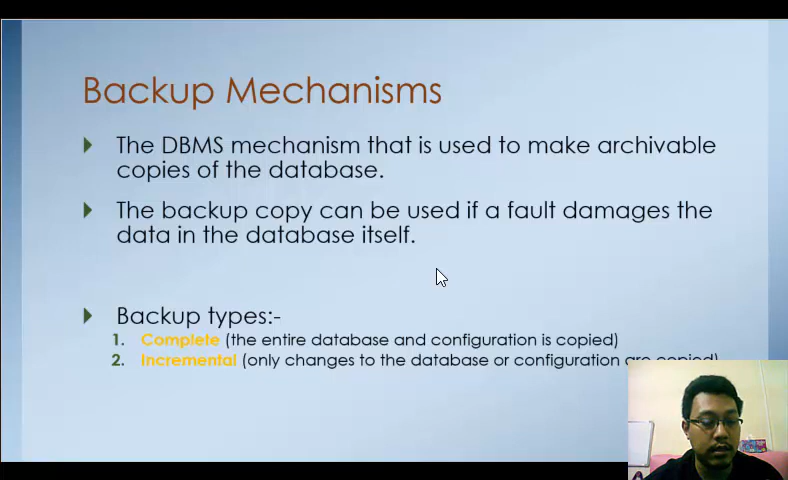 Backup Mechanisms
The DBMS mechanism that is used to make archivable
copies of the database.
The backup copy can be used if a fault damages the
data in the database itself.
Backup types:-
1. Complete (the entire database and configuration is copied)
2. Incremental (only changes to the database or configuration are copied)